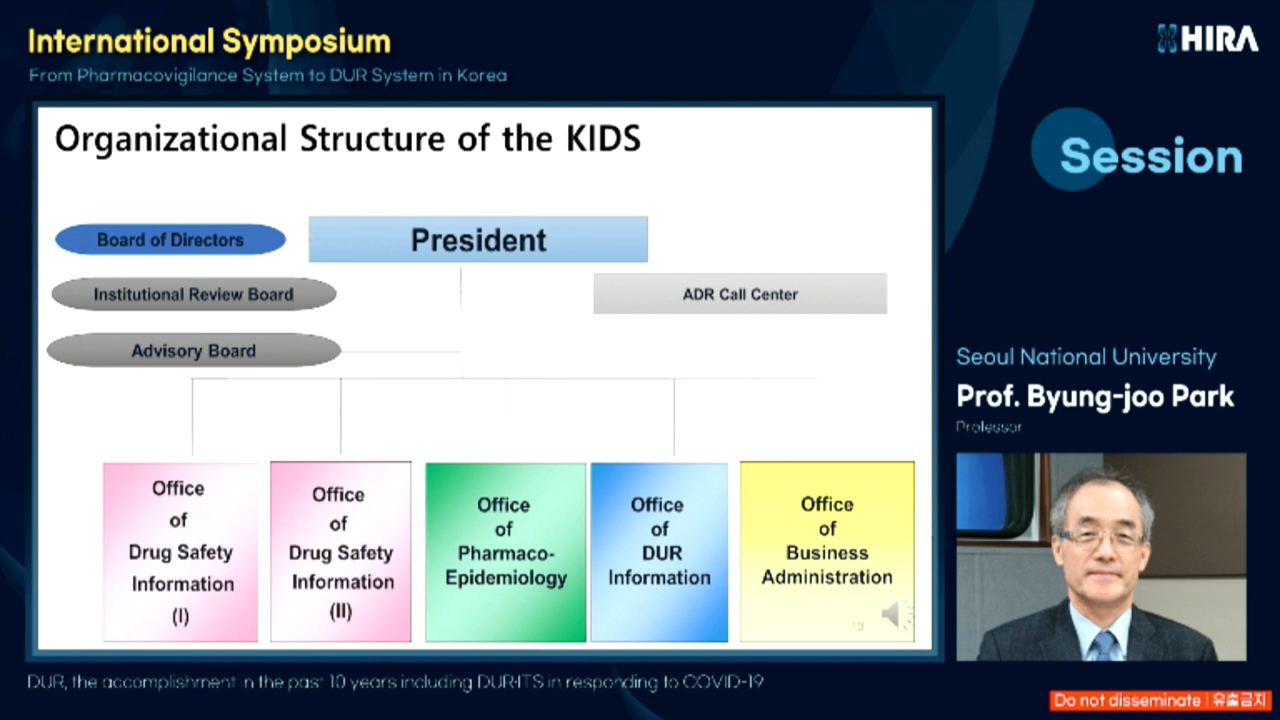 International Symposium
From Pharmacovigilance System to DUR System in Korea
HIRA
Session
Organizational Structure of the KIDS
Board of Directors
President
Institutional Review Board
ADR Call Center
Advisory Board
Office
of
Drug Safety
Information
(I)
Office
of
Drug Safety
Information
(II)
Office
of
Pharmaco-
Epidemiology
Office
of
DUR
Information
Office
of
Business
Administration
Seoul National University
Prof. Byung-joo Park
Professor
DUR, the accomplishment in the past 10 years including DUR·ITS in responding to COVID-19
Do not disseminate | 유출금지